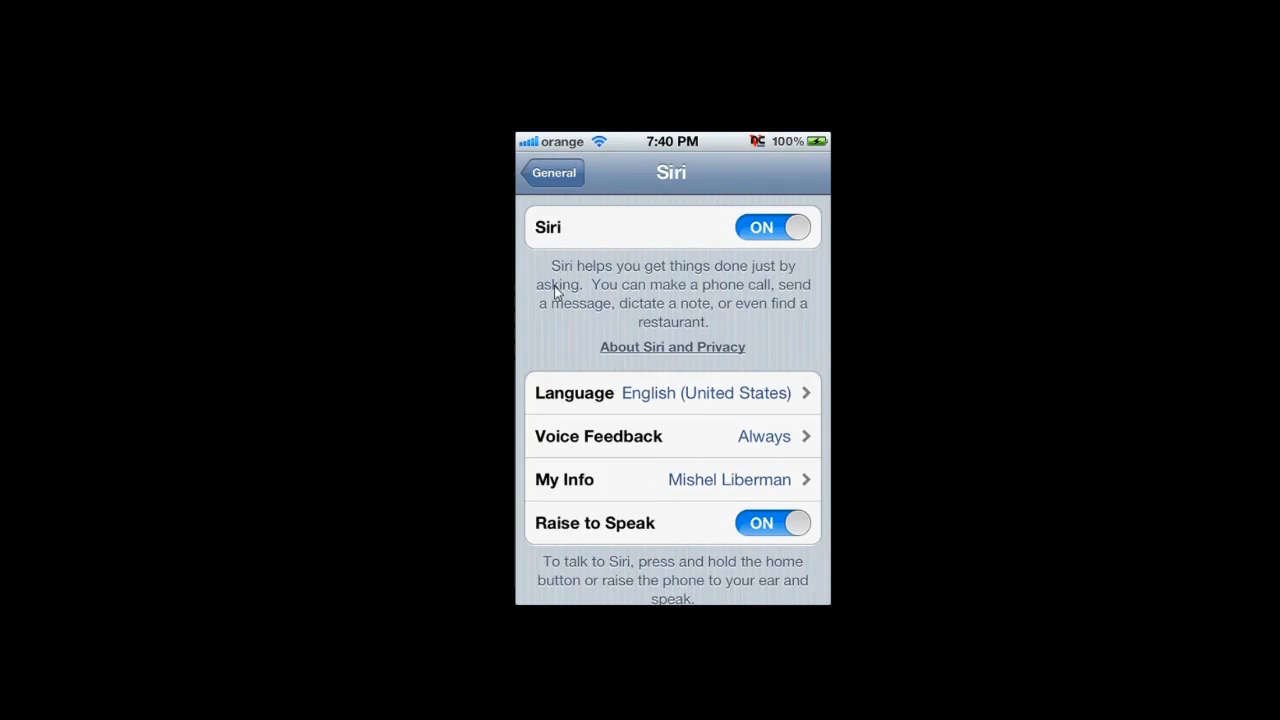 orange 7:40 PM 100%
General Siri
Siri ON
Siri helps you get things done just by
asking.  You can make a phone call, send
a message, dictate a note, or even find a
restaurant.
About Siri and Privacy
Language English (United States)
Voice Feedback Always
My Info Mishel Liberman
Raise to Speak ON
To talk to Siri, press and hold the home
button or raise the phone to your ear and
speak.